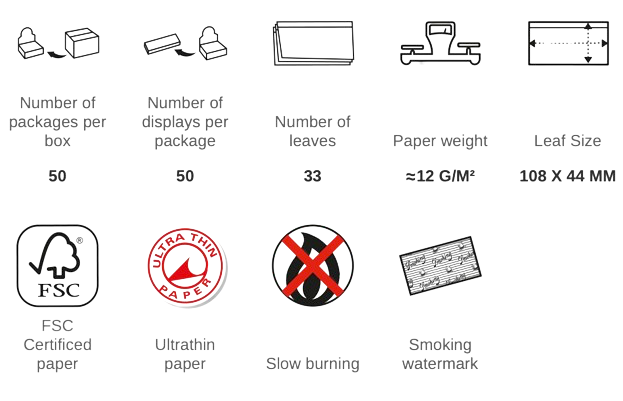 Number of packages per box
50
Number of displays per package
50
Number of leaves
33
Paper weight
≈12 G/M²
Leaf Size
108 X 44 MM
®
FSC
FSC Certificed paper
ULTRA THIN PAPER
Ultrathin paper
Slow burning
Smoking watermark